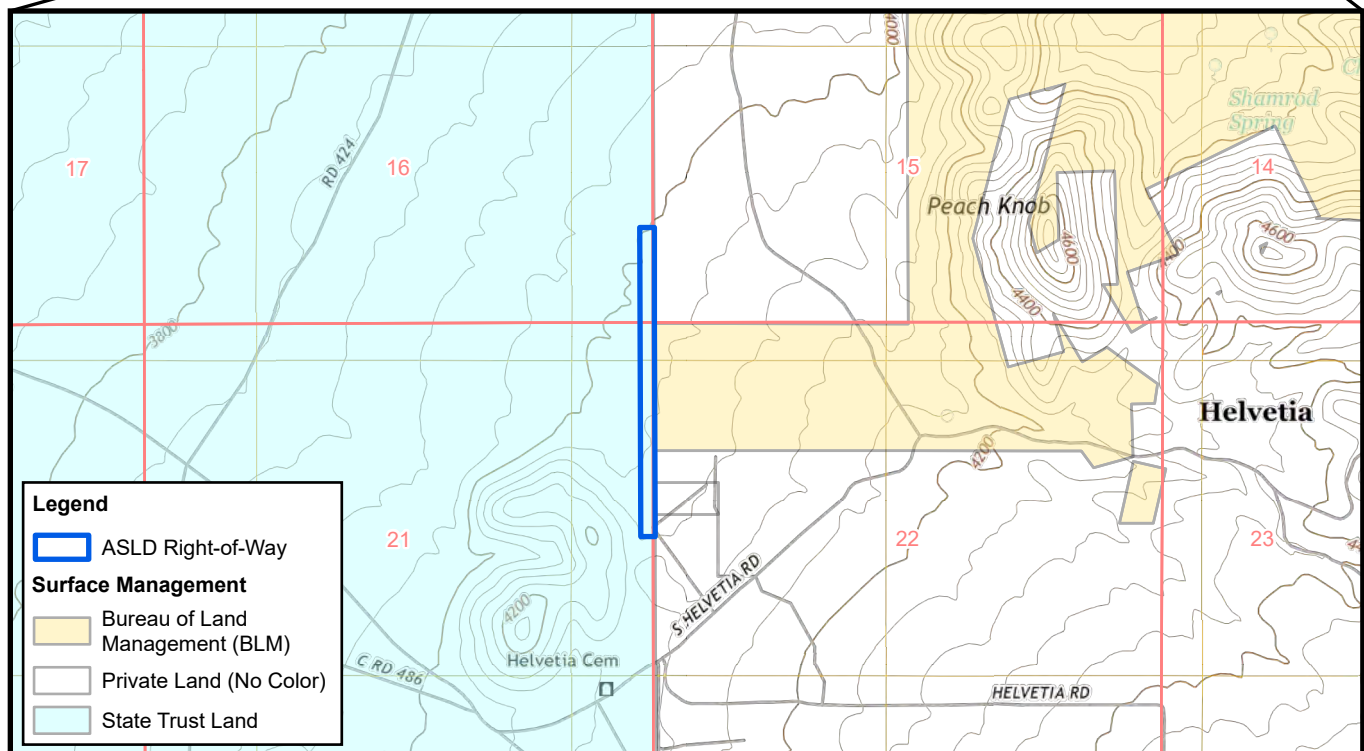 4000
Shamrod
Spring
17
RD 424
16
15
14
Peach Knob
4600
4600
4400
3800
Helvetia
4200
Legend
ASLD Right-of-Way
Surface Management
Bureau of Land
Management (BLM)
Private Land (No Color)
State Trust Land
21
22
23
4200
S HELVETIA RD
Helvetia Cem
C RD 486
HELVETIA RD